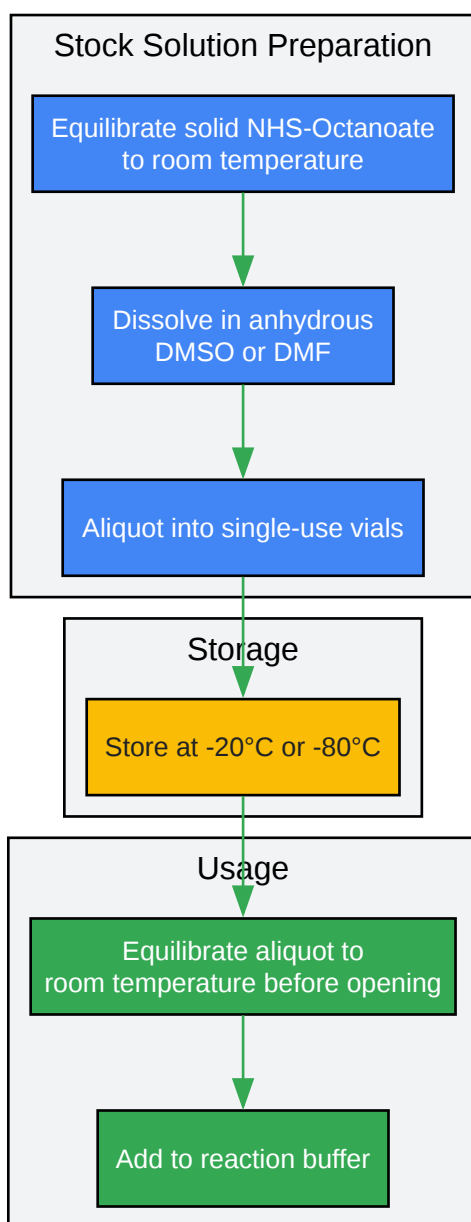 Stock Solution Preparation
Equilibrate solid NHS-Octanoate
to room temperature
Dissolve in anhydrous
DMSO or DMF
Aliquot into single-use vials
Storage
Store at -20°C or -80°C
Usage
Equilibrate aliquot to
room temperature before opening
Add to reaction buffer